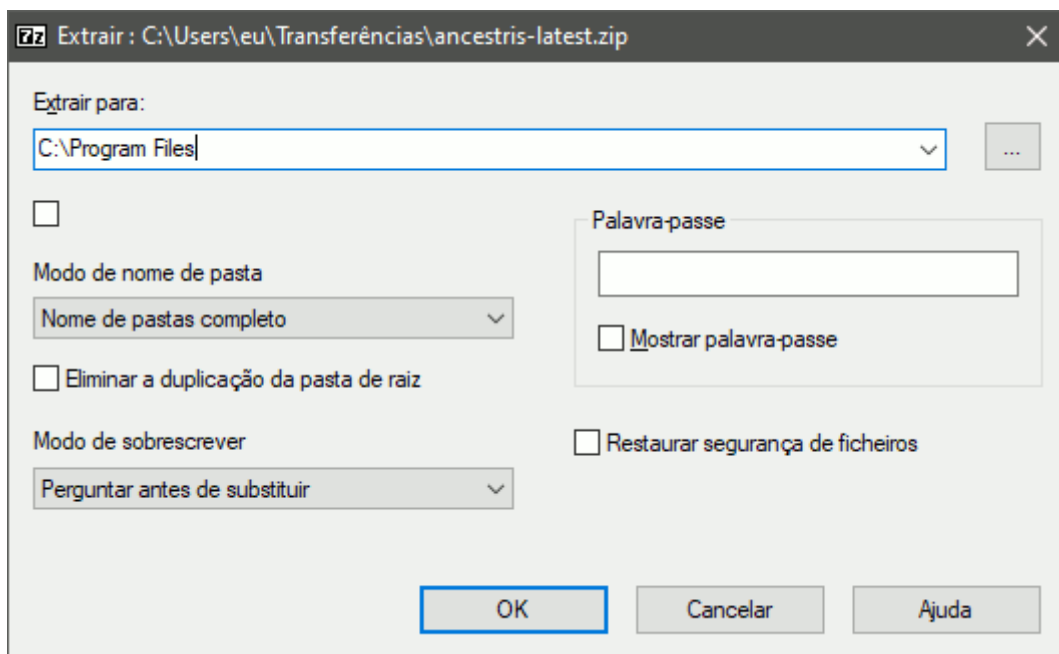 7z Extrair : C:\Users\eu\Transferências\ancestris-latest.zip
Extrair para:
C:\Program Files
...
Palavra-passe
Modo de nome de pasta
Nome de pastas completo
Mostrar palavra-passe
Eliminar a duplicação da pasta de raiz
Modo de sobrescrever
Restaurar segurança de ficheiros
Perguntar antes de substituir
OK Cancelar Ajuda